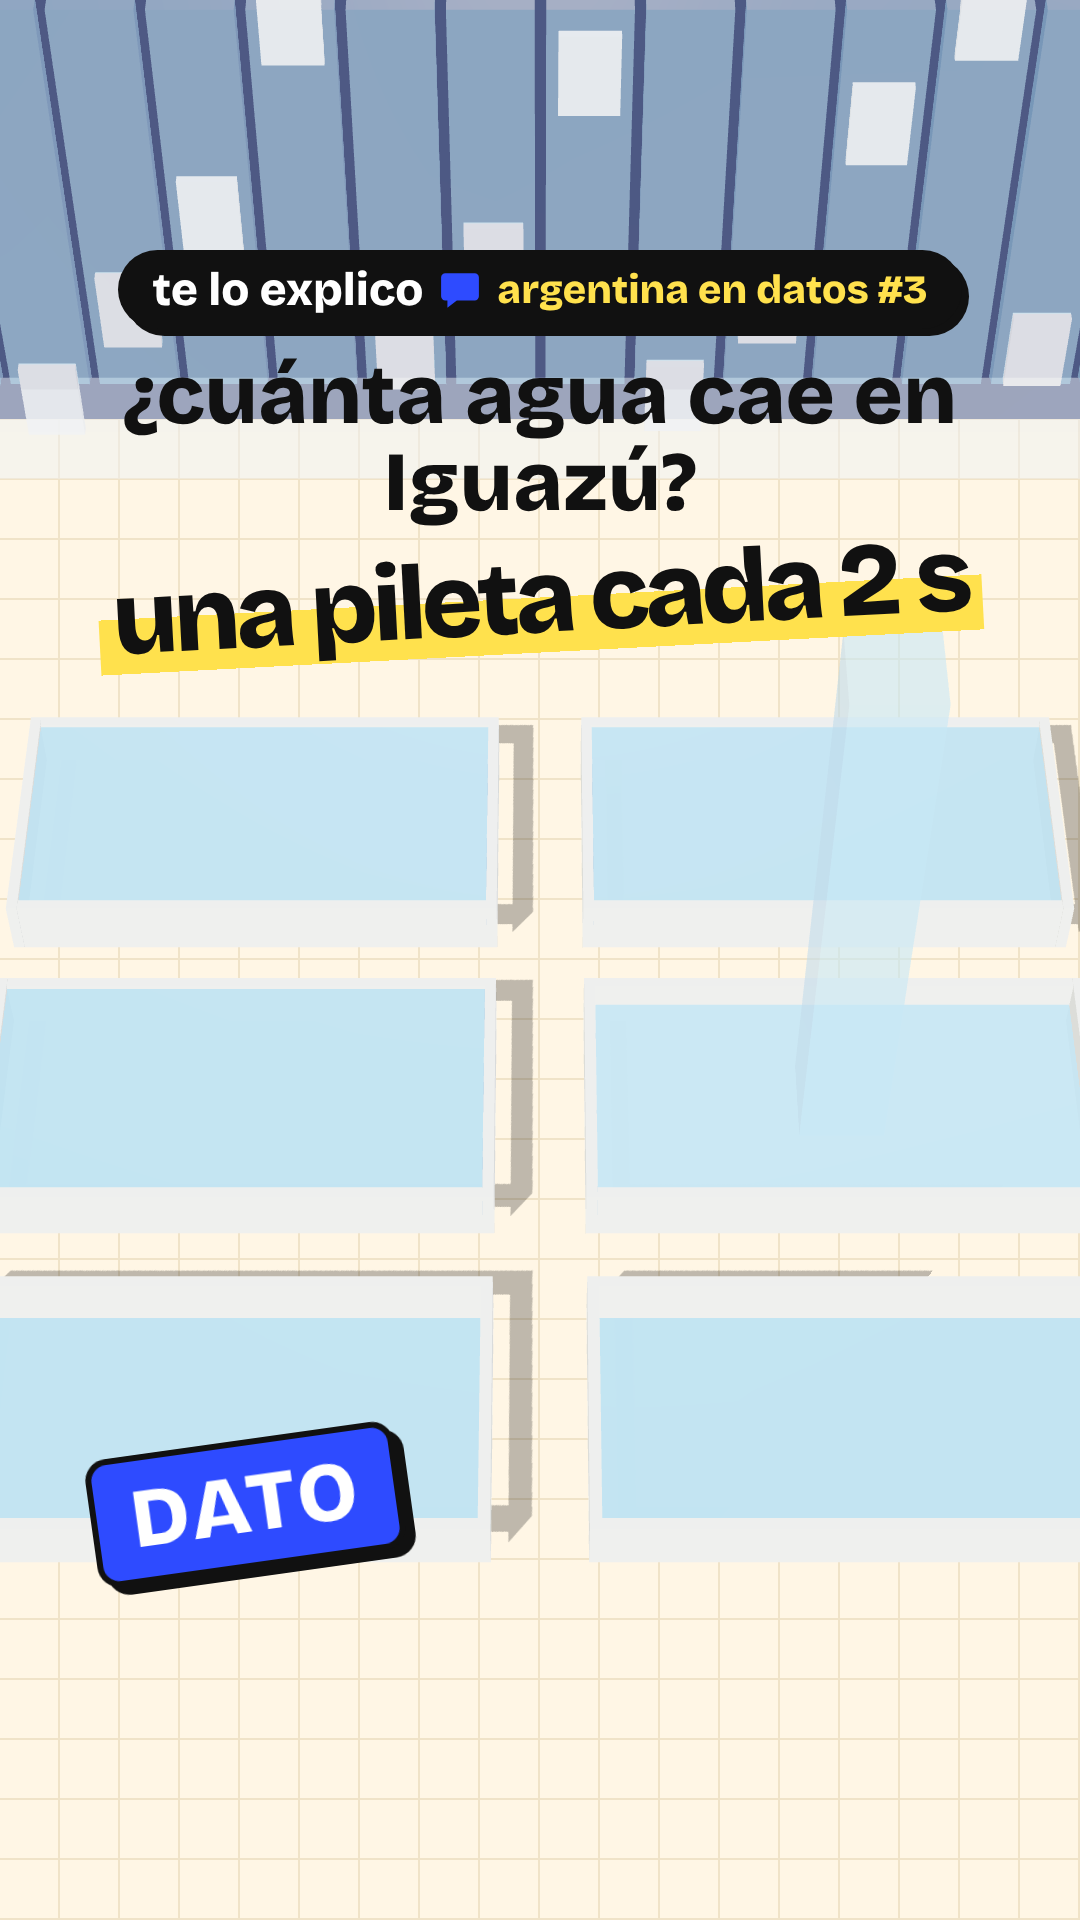 te lo explico argentina en datos #3
¿cuánta agua cae en
Iguazú?
una pileta cada 2 s
DATO